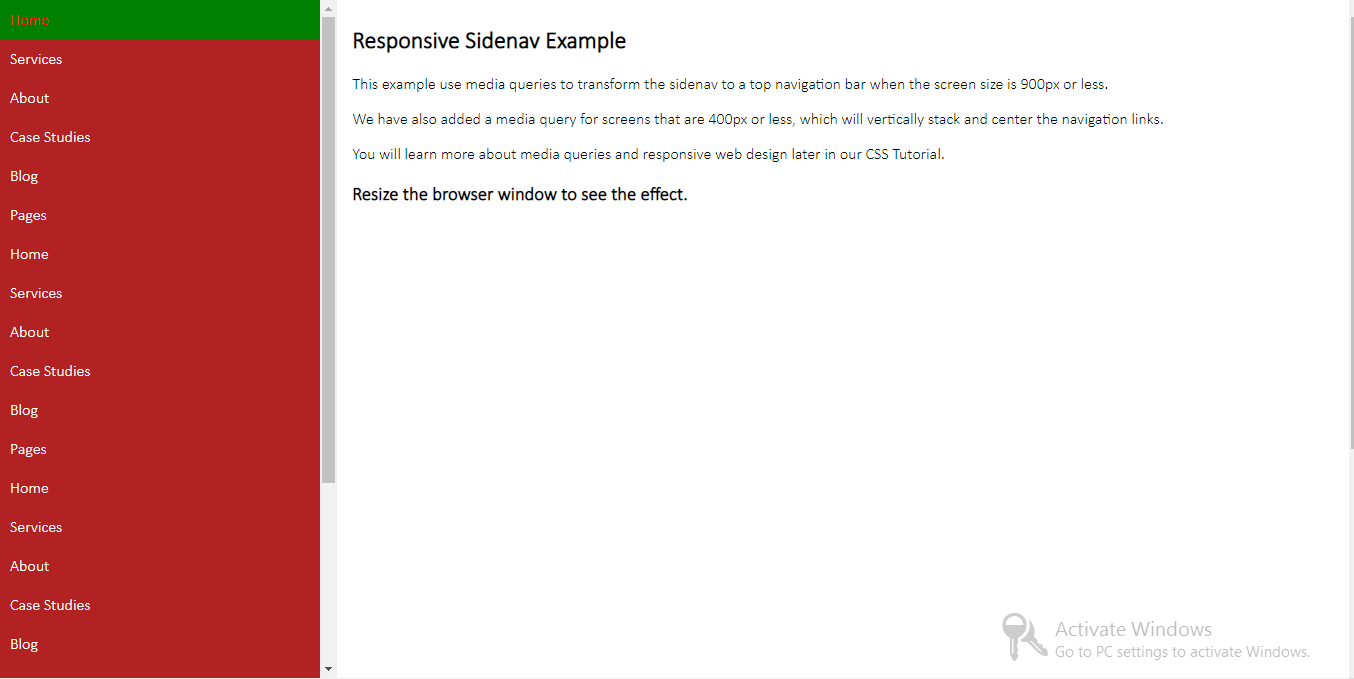 Home
Services
About
Case Studies
Blog
Pages
Home
Services
About
Case Studies
Blog
Pages
Home
Services
About
Case Studies
Blog
Responsive Sidenav Example
This example use media queries to transform the sidenav to a top navigation bar when the screen size is 900px or less.
We have also added a media query for screens that are 400px or less, which will vertically stack and center the navigation links.
You will learn more about media queries and responsive web design later in our CSS Tutorial.
Resize the browser window to see the effect.
Activate Windows
Go to PC settings to activate Windows.